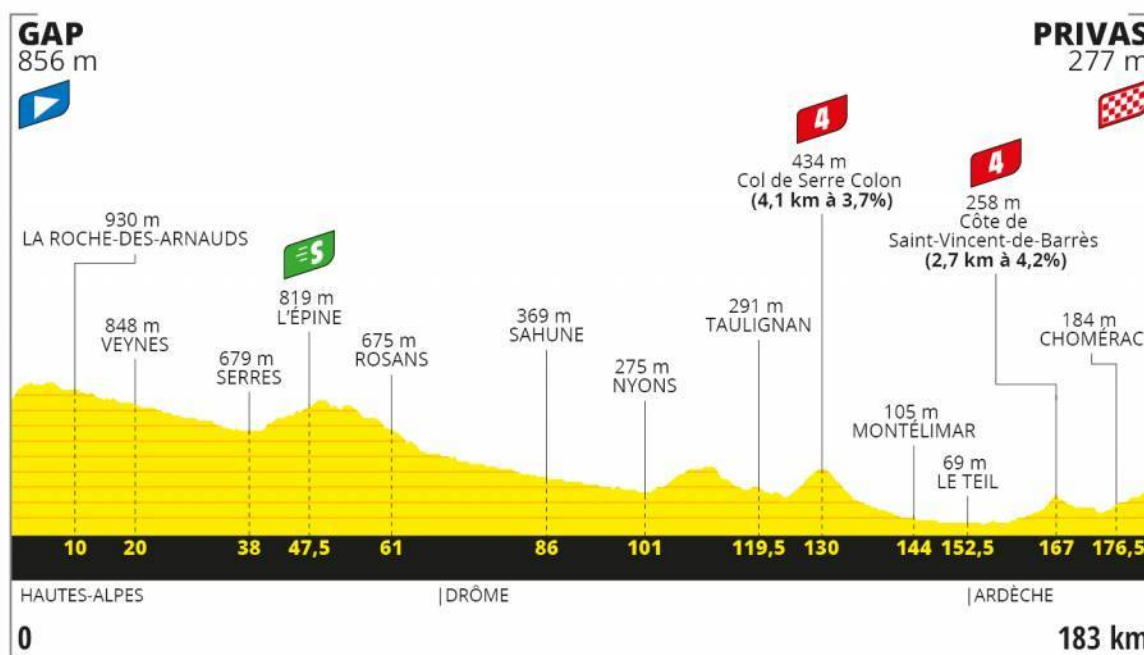 GAP
856 m
PRIVAS
277 m
4
434 m
Col de Serre Colon
(4,1 km à 3,7%)
4
258 m
Côte de
Saint-Vincent-de-Barrès
(2,7 km à 4,2%)
930 m
LA ROCHE-DES-ARNAUDS
S
819 m
L'ÉPINE
848 m
VEYNES
679 m
SERRES
675 m
ROSANS
369 m
SAHUNE
275 m
NYONS
291 m
TAULIGNAN
105 m
MONTÉLIMAR
69 m
LE TEIL
184 m
CHOMÉRAC
10 20 38 47,5 61 86 101 119,5 130 144 152,5 167 176,5
HAUTES-ALPES |DRÔME |ARDÈCHE
0 183 km